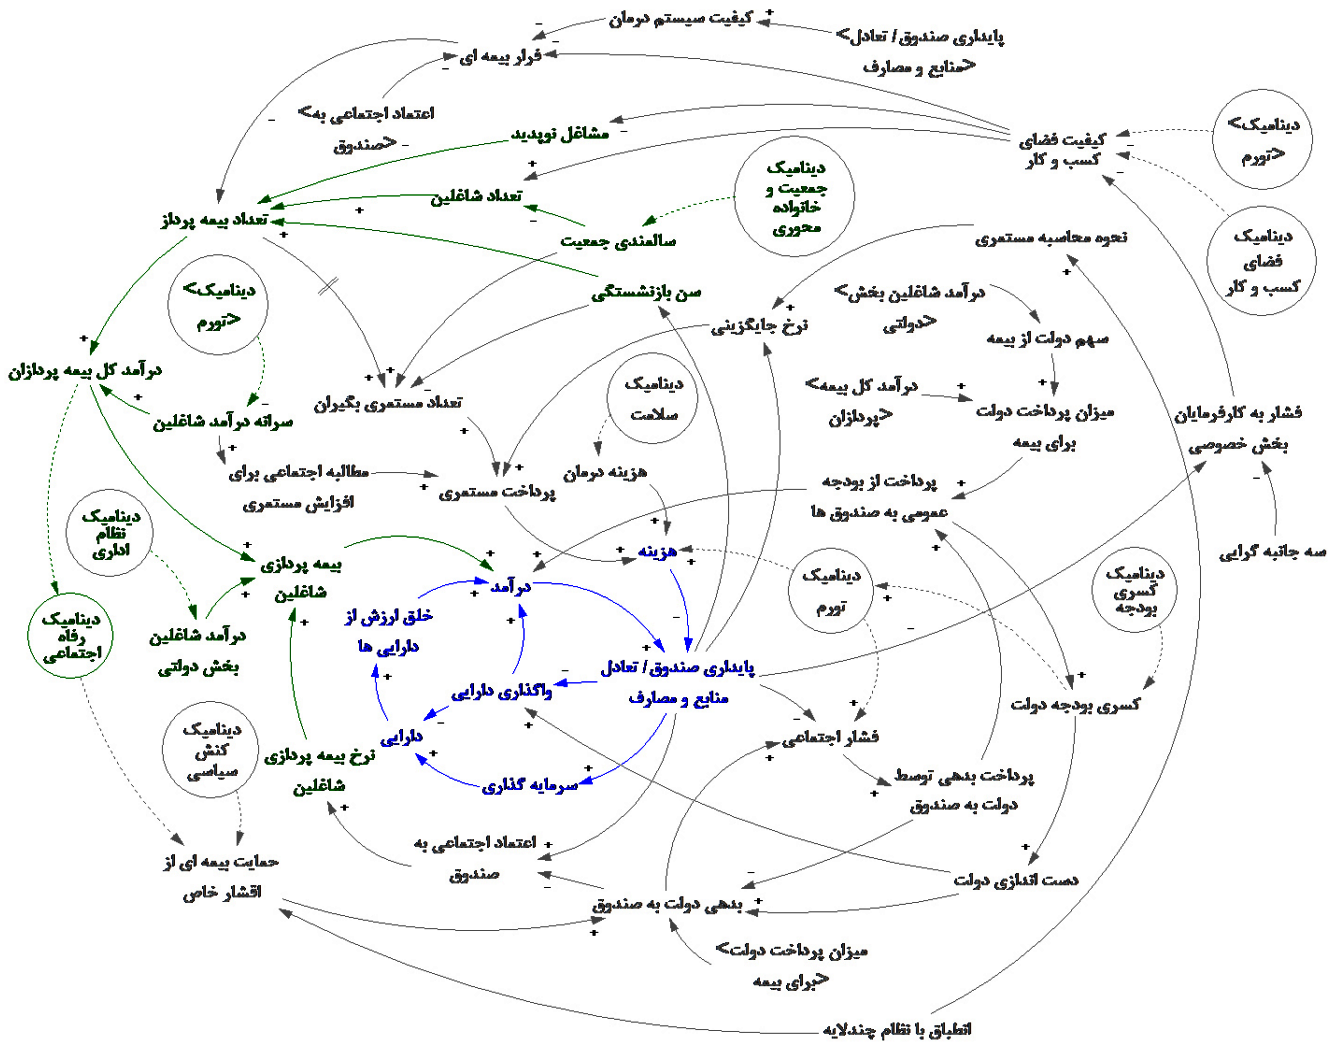 کیفیت سیستم درمان
<پایداری صندوق/ تعادل
منابع و مصارف>
فرار بیمه ای
<اعتماد اجتماعی به
صندوق>
مشاغل نوپدید
کیفیت فضای
کسب و کار
<دینامیک
تورم>
دینامیک
جمعیت و
خانواده
محوری
تعداد شاغلین
تعداد بیمه پرداز
سالمندی جمعیت
نحوه محاسبه مستمری
دینامیک
فضای
کسب و کار
<دینامیک
تورم>
سن بازنشستگی
<درآمد شاغلین بخش
دولتی>
نرخ جایگزینی
سهم دولت از بیمه
درآمد کل بیمه پردازان
دینامیک
سلامت
<درآمد کل بیمه
پردازان>
میزان پرداخت دولت
برای بیمه
فشار به کارفرمایان
بخش خصوصی
تعداد مستمری بگیران
سرانه درآمد شاغلین
مطالبه اجتماعی برای
افزایش مستمری
هزینه درمان
پرداخت مستمری
پرداخت از بودجه
عمومی به صندوق ها
دینامیک
نظام
اداری
بیمه پردازی
شاغلین
هزینه
سه جانبه گرایی
درآمد
دینامیک
تورم
دینامیک
کسری
بودجه
دینامیک
رفاه
اجتماعی
درآمد شاغلین
بخش دولتی
خلق ارزش از
دارایی ها
پایداری صندوق/ تعادل
منابع و مصارف
واگذاری دارایی
کسری بودجه دولت
دینامیک
کنش
سیاسی
دارایی
فشار اجتماعی
نرخ بیمه پردازی
شاغلین
سرمایه گذاری
پرداخت بدهی توسط
دولت به صندوق
حمایت بیمه ای از
اقشار خاص
اعتماد اجتماعی به
صندوق
دست اندازی دولت
بدهی دولت به صندوق
<میزان پرداخت دولت
برای بیمه>
انطباق با نظام چندلایه